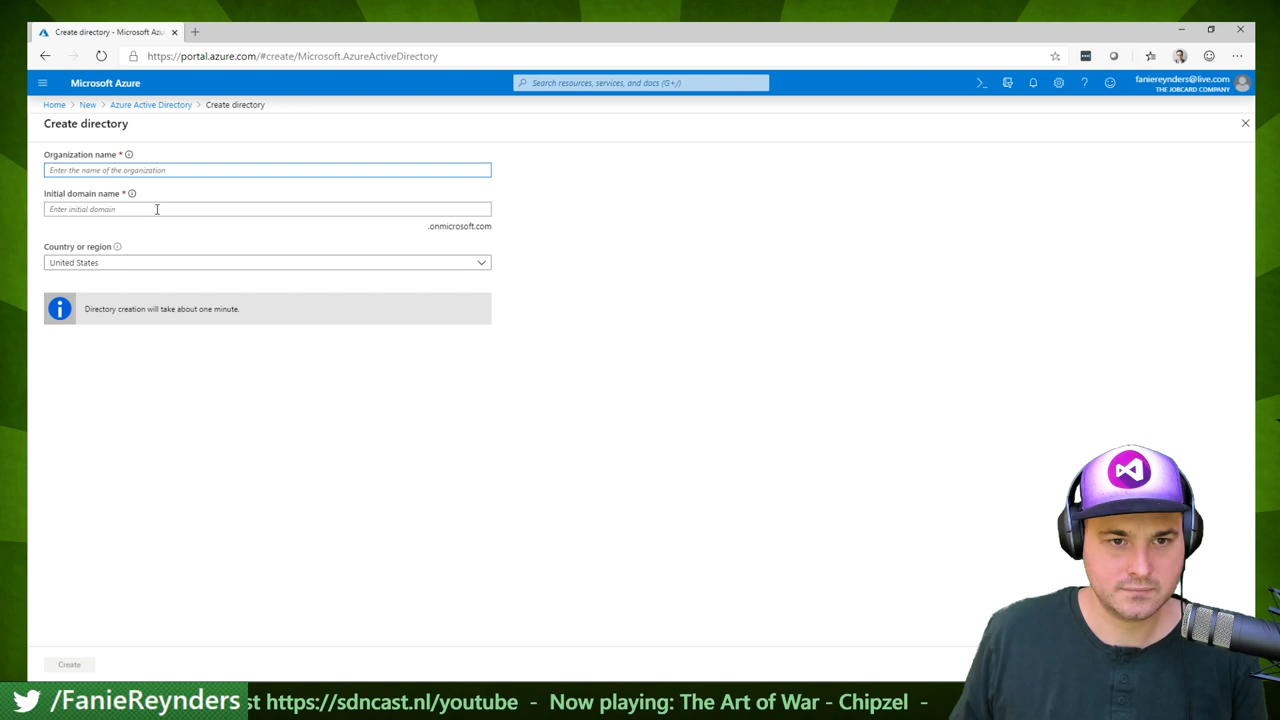 Create directory - Microsoft Azu
https://portal.azure.com/#create/Microsoft.AzureActiveDirectory
Microsoft Azure
Search resources, services, and docs (G+/)
faniereynders@live.com
THE JOBCARD COMPANY
Home > New > Azure Active Directory > Create directory
Create directory
Organization name *
Enter the name of the organization
Initial domain name *
Enter initial domain
.onmicrosoft.com
Country or region
United States
Directory creation will take about one minute.
Create
/FanieReynders st https://sdncast.nl/youtube - Now playing: The Art of War - Chipzel -